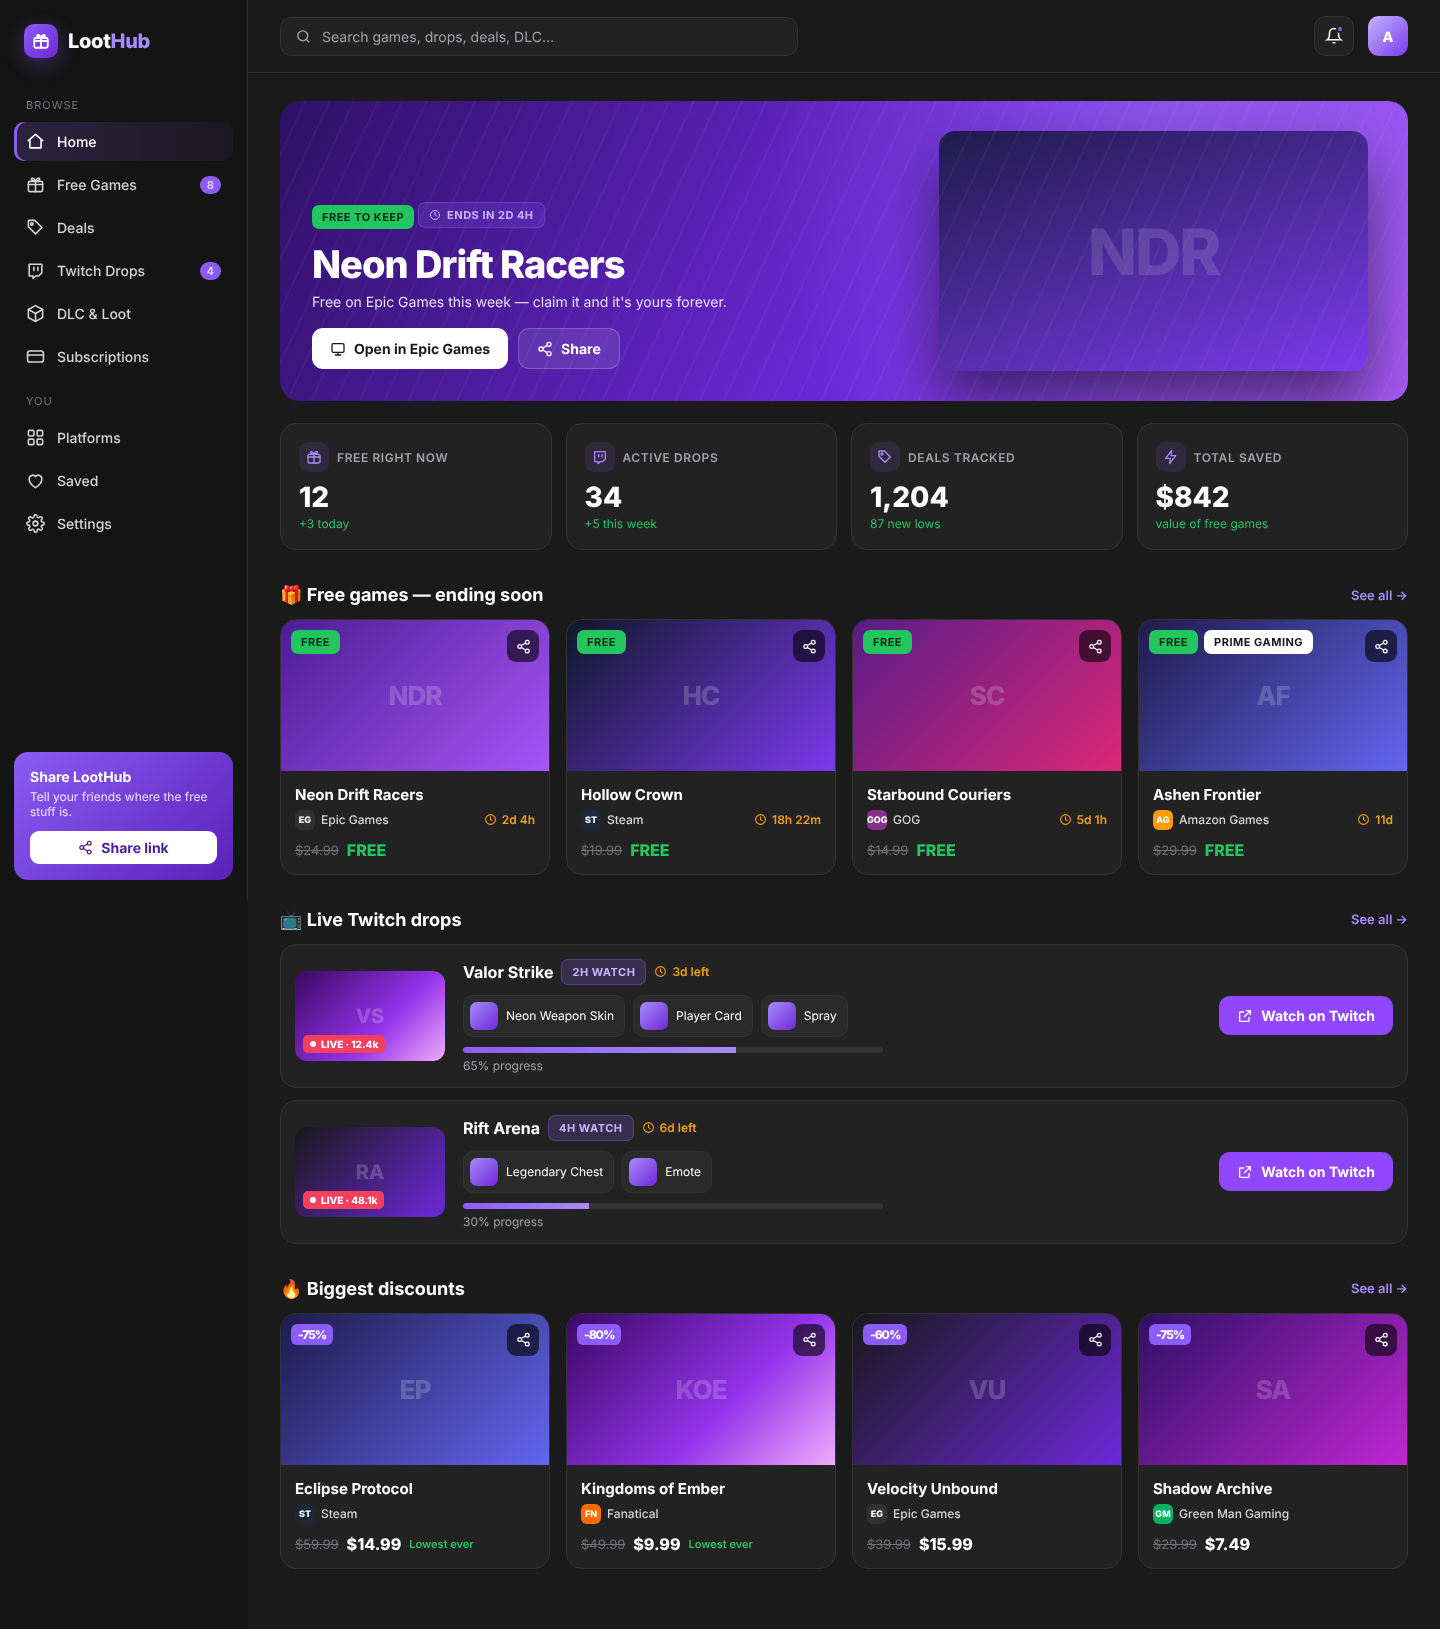 LootHub
Search games, drops, deals, DLC...
A
BROWSE
Home
Free Games 8
Deals
Twitch Drops 4
DLC & Loot
Subscriptions
YOU
Platforms
Saved
Settings
Share LootHub
Tell your friends where the free
stuff is.
Share link
FREE TO KEEP ENDS IN 2D 4H
Neon Drift Racers
Free on Epic Games this week — claim it and it's yours forever.
Open in Epic Games Share
NDR
FREE RIGHT NOW
12
+3 today
ACTIVE DROPS
34
+5 this week
DEALS TRACKED
1,204
87 new lows
TOTAL SAVED
$842
value of free games
🎁 Free games — ending soon See all →
FREE
NDR
Neon Drift Racers
EG Epic Games 2d 4h
$24.99 FREE
FREE
HC
Hollow Crown
ST Steam 18h 22m
$19.99 FREE
FREE
SC
Starbound Couriers
GOG GOG 5d 1h
$14.99 FREE
FREE PRIME GAMING
AF
Ashen Frontier
AG Amazon Games 11d
$29.99 FREE
📺 Live Twitch drops See all →
VS
LIVE · 12.4k
Valor Strike 2H WATCH 3d left
Neon Weapon Skin Player Card Spray
65% progress
Watch on Twitch
RA
LIVE · 48.1k
Rift Arena 4H WATCH 6d left
Legendary Chest Emote
30% progress
Watch on Twitch
🔥 Biggest discounts See all →
-75%
EP
Eclipse Protocol
ST Steam
$59.99 $14.99 Lowest ever
-80%
KOE
Kingdoms of Ember
FN Fanatical
$49.99 $9.99 Lowest ever
-60%
VU
Velocity Unbound
EG Epic Games
$39.99 $15.99
-75%
SA
Shadow Archive
GM Green Man Gaming
$29.99 $7.49